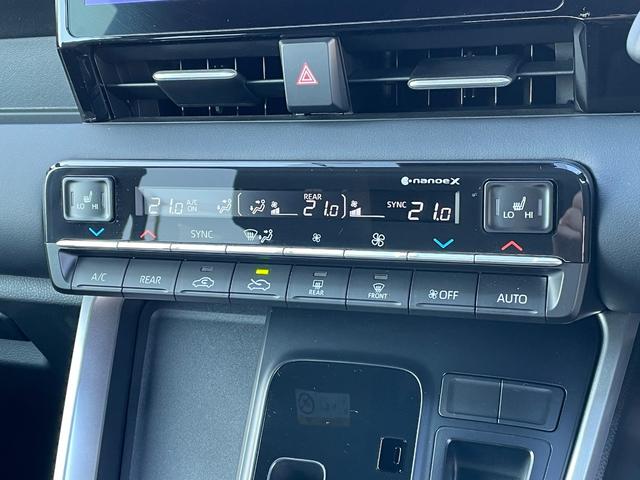 nanoeX
LO HI
21.0 A/C ON REAR 21.0 SYNC 21.0
LO HI
SYNC
A/C REAR REAR FRONT OFF AUTO